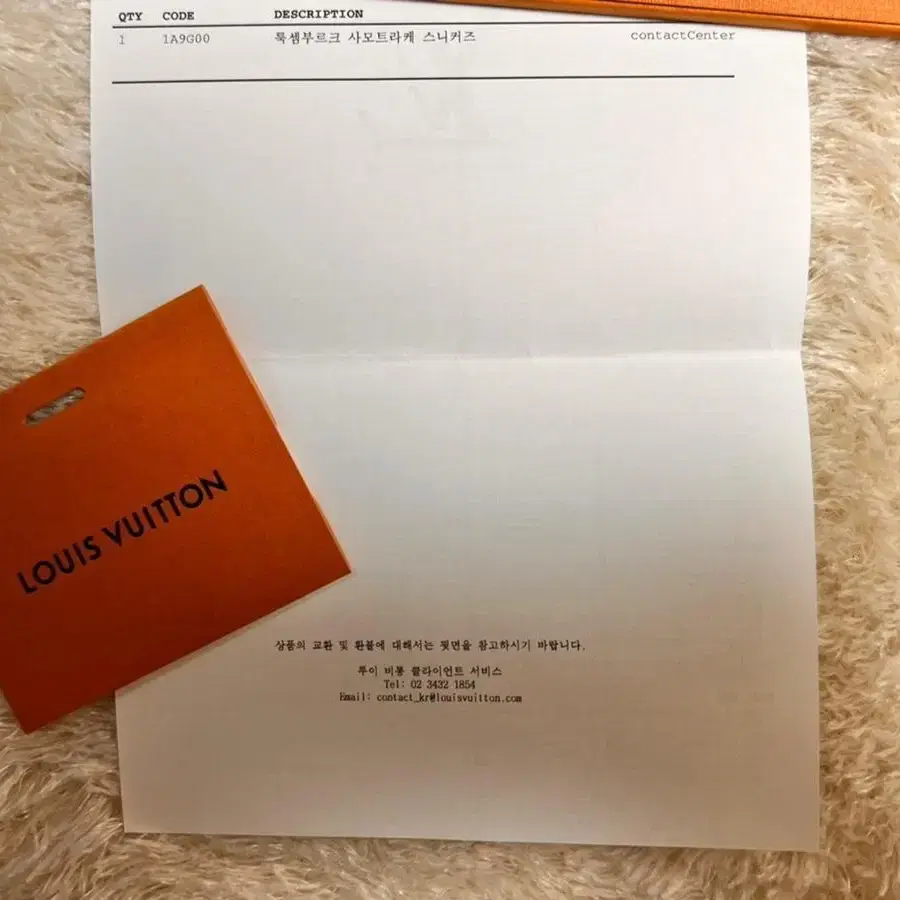 QTY CODE DESCRIPTION
1 1A9G00 룩셈부르크 사모트라케 스니커즈 contactCenter
LOUIS VUITTON
상품의 교환 및 환불에 대해서는 뒷면을 참고하시기 바랍니다.
루이 비통 클라이언트 서비스
Tel: 02 3432 1854
Email: contact_kr@louisvuitton.com